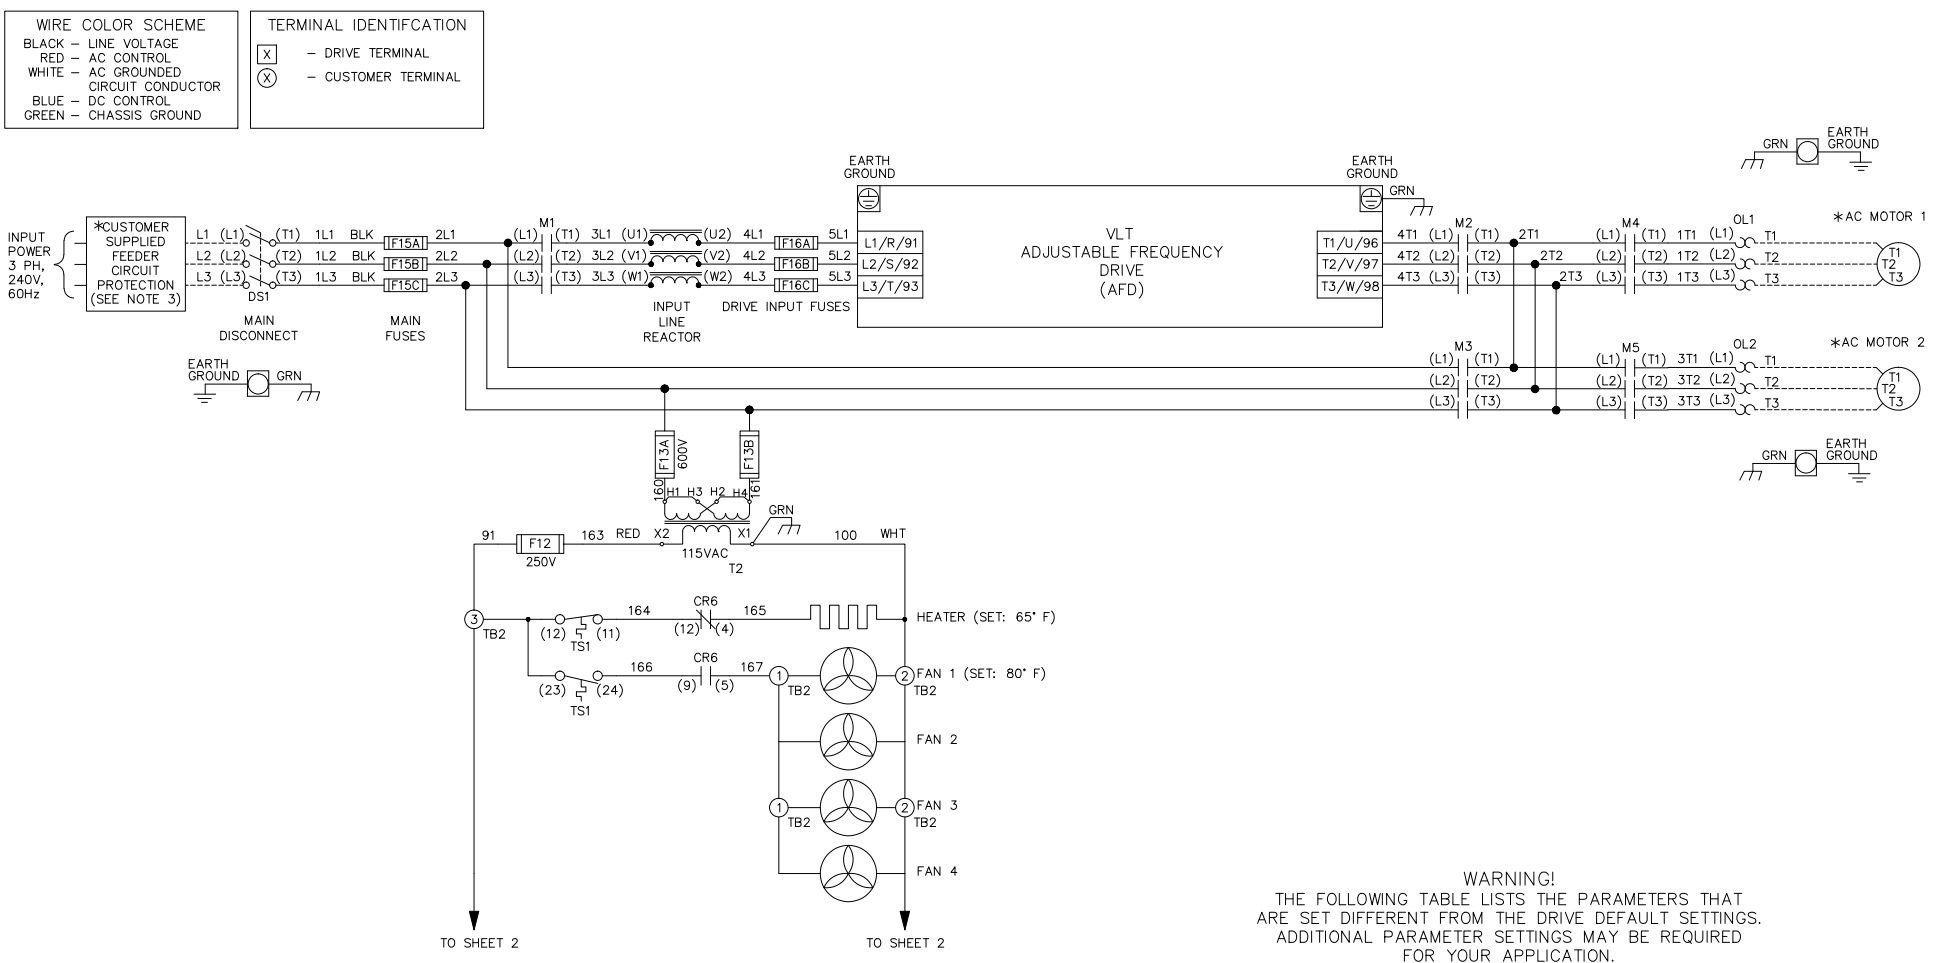 WIRE COLOR SCHEME
BLACK – LINE VOLTAGE
RED – AC CONTROL
WHITE – AC GROUNDED
CIRCUIT CONDUCTOR
BLUE – DC CONTROL
GREEN – CHASSIS GROUND
TERMINAL IDENTIFCATION
X – DRIVE TERMINAL
X – CUSTOMER TERMINAL
INPUT
POWER
3 PH,
240V,
60Hz
*CUSTOMER
SUPPLIED
FEEDER
CIRCUIT
PROTECTION
(SEE NOTE 3)
L1 (L1) (T1) 1L1 BLK F15A 2L1
L2 (L2) (T2) 1L2 BLK F15B 2L2
L3 (L3) (T3) 1L3 BLK F15C 2L3
DS1
MAIN
DISCONNECT
MAIN
FUSES
EARTH
GROUND GRN
M1
(L1) (T1) 3L1 (U1) (U2) 4L1 F16A 5L1
(L2) (T2) 3L2 (V1) (V2) 4L2 F16B 5L2
(L3) (T3) 3L3 (W1) (W2) 4L3 F16C 5L3
INPUT
LINE
REACTOR
DRIVE INPUT FUSES
EARTH
GROUND
L1/R/91
L2/S/92
L3/T/93
VLT
ADJUSTABLE FREQUENCY
DRIVE
(AFD)
EARTH
GROUND
GRN
T1/U/96
T2/V/97
T3/W/98
M2 M4 OL1
4T1 (L1) (T1) 2T1 (L1) (T1) 1T1 (L1) T1
4T2 (L2) (T2) 2T2 (L2) (T2) 1T2 (L2) T2
4T3 (L3) (T3) 2T3 (L3) (T3) 1T3 (L3) T3
GRN
EARTH
GROUND
*AC MOTOR 1
T1
T2
T3
M3 M5 OL2
(L1) (T1) (L1) (T1) 3T1 (L1) T1
(L2) (T2) (L2) (T2) 3T2 (L2) T2
(L3) (T3) (L3) (T3) 3T3 (L3) T3
*AC MOTOR 2
T1
T2
T3
GRN
EARTH
GROUND
F13A
600V
F13B
160
161
H1 H3 H2 H4
GRN
91 F12 163 RED X2 X1 100 WHT
250V
115VAC
T2
3
TB2
(12) (11)
TS1
164
CR6
(12) (4)
165
HEATER (SET: 65° F)
(23) (24)
TS1
166
CR6
(9) (5)
167
1
TB2
2
TB2
FAN 1 (SET: 80° F)
FAN 2
1
TB2
2
TB2
FAN 3
FAN 4
TO SHEET 2
TO SHEET 2
WARNING!
THE FOLLOWING TABLE LISTS THE PARAMETERS THAT
ARE SET DIFFERENT FROM THE DRIVE DEFAULT SETTINGS.
ADDITIONAL PARAMETER SETTINGS MAY BE REQUIRED
FOR YOUR APPLICATION.